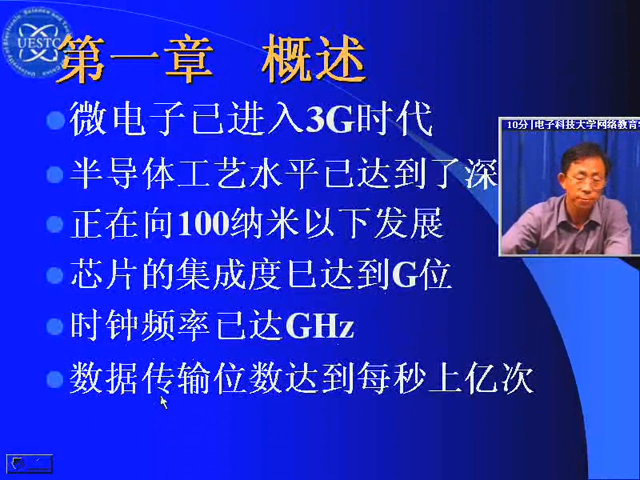 UESTC
第一章 概述
微电子已进入3G时代
10分|电子科技大学网络教育
半导体工艺水平已达到了深
正在向100纳米以下发展
芯片的集成度巳达到G位
时钟频率已达GHz
数据传输位数达到每秒上亿次